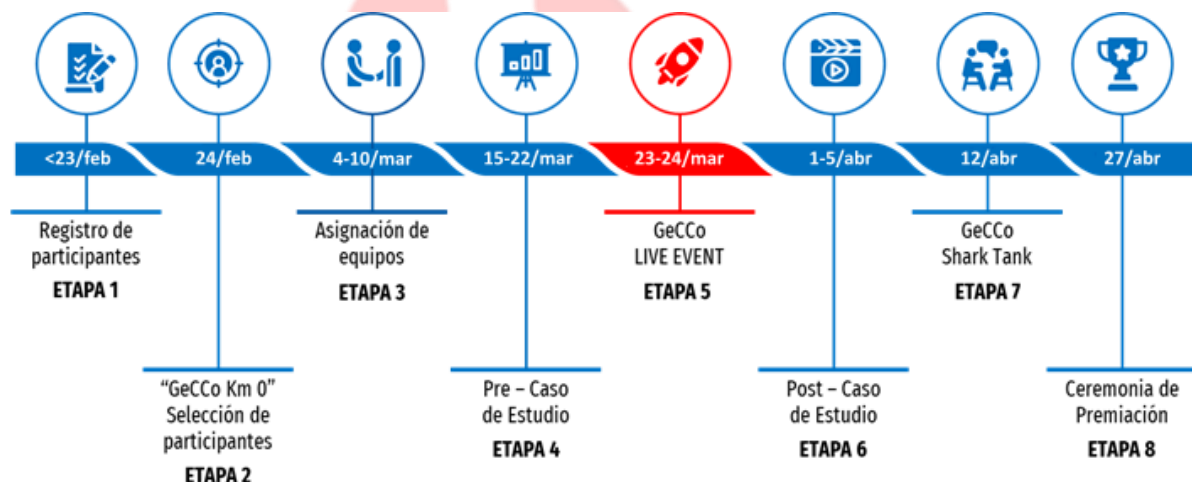 <23/feb
24/feb
4-10/mar
15-22/mar
23-24/mar
1-5/abr
12/abr
27/abr
Registro de
participantes
ETAPA 1
“GeCCo Km 0”
Selección de
participantes
ETAPA 2
Asignación de
equipos
ETAPA 3
Pre – Caso
de Estudio
ETAPA 4
GeCCo
LIVE EVENT
ETAPA 5
Post – Caso
de Estudio
ETAPA 6
GeCCo
Shark Tank
ETAPA 7
Ceremonia de
Premiación
ETAPA 8